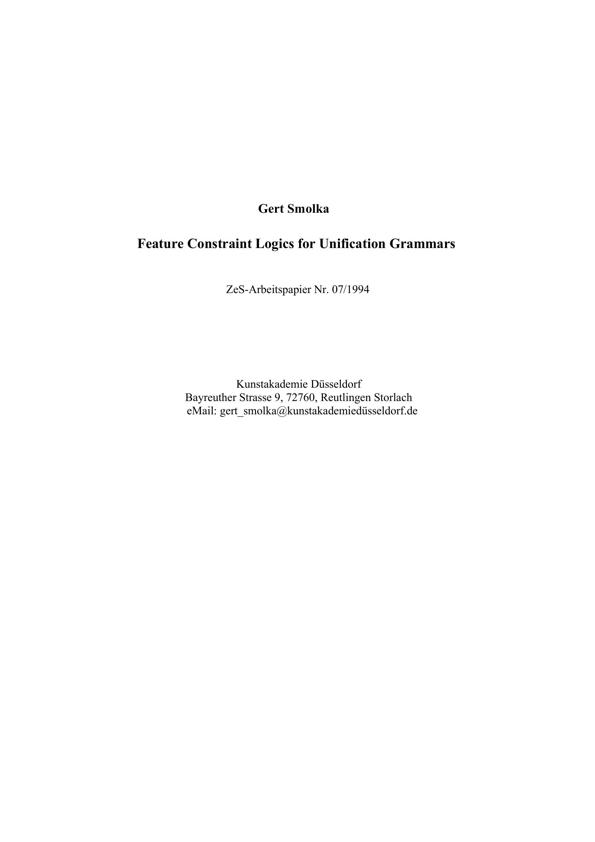 Gert Smolka
Feature Constraint Logics for Unification Grammars
ZeS-Arbeitspapier Nr. 07/1994
Kunstakademie Düsseldorf
Bayreuther Strasse 9, 72760, Reutlingen Storlach
eMail: gert_smolka@kunstakademiedüsseldorf.de